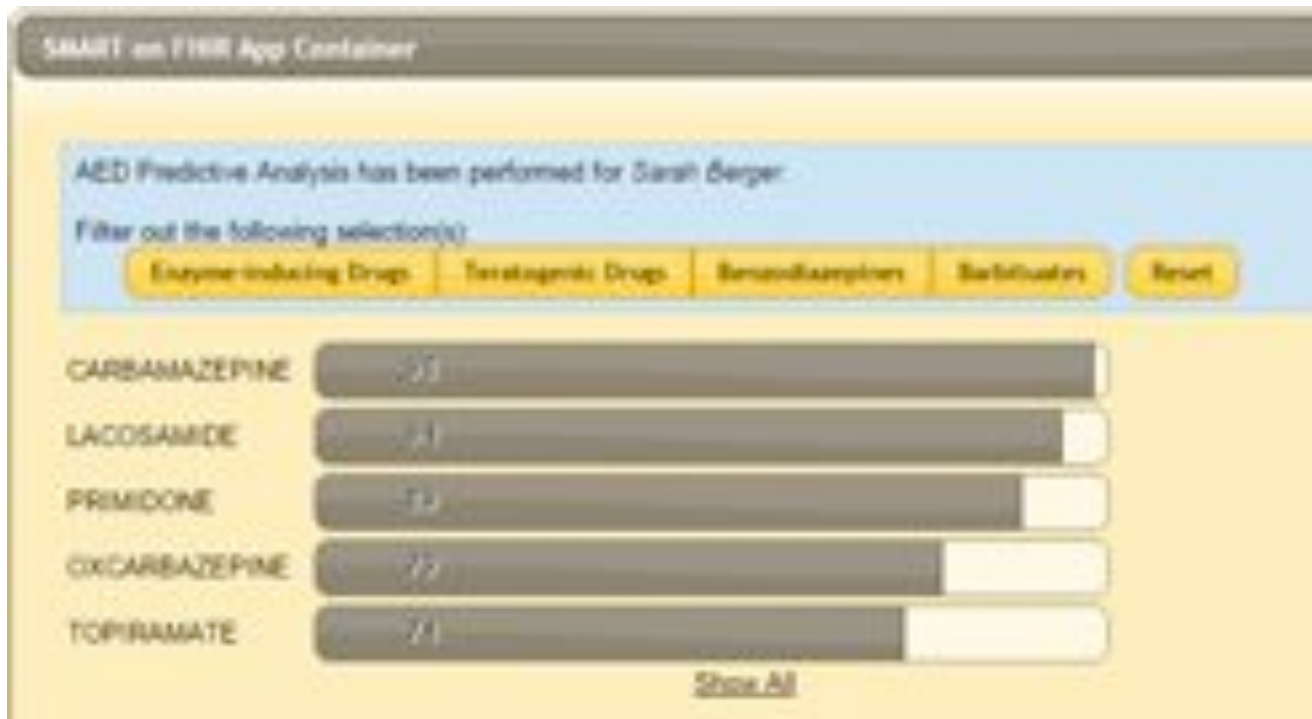 SMART on FHIR App Container
AED Predictive Analysis has been performed for Sarah Berger.
Filter out the following selection(s)
Enzyme-inducing Drugs Teratogenic Drugs Benzodiazepines Barbituates Reset
CARBAMAZEPINE
LACOSAMIDE
PRIMIDONE
OXCARBAZEPINE
TOPIRAMATE
Show All